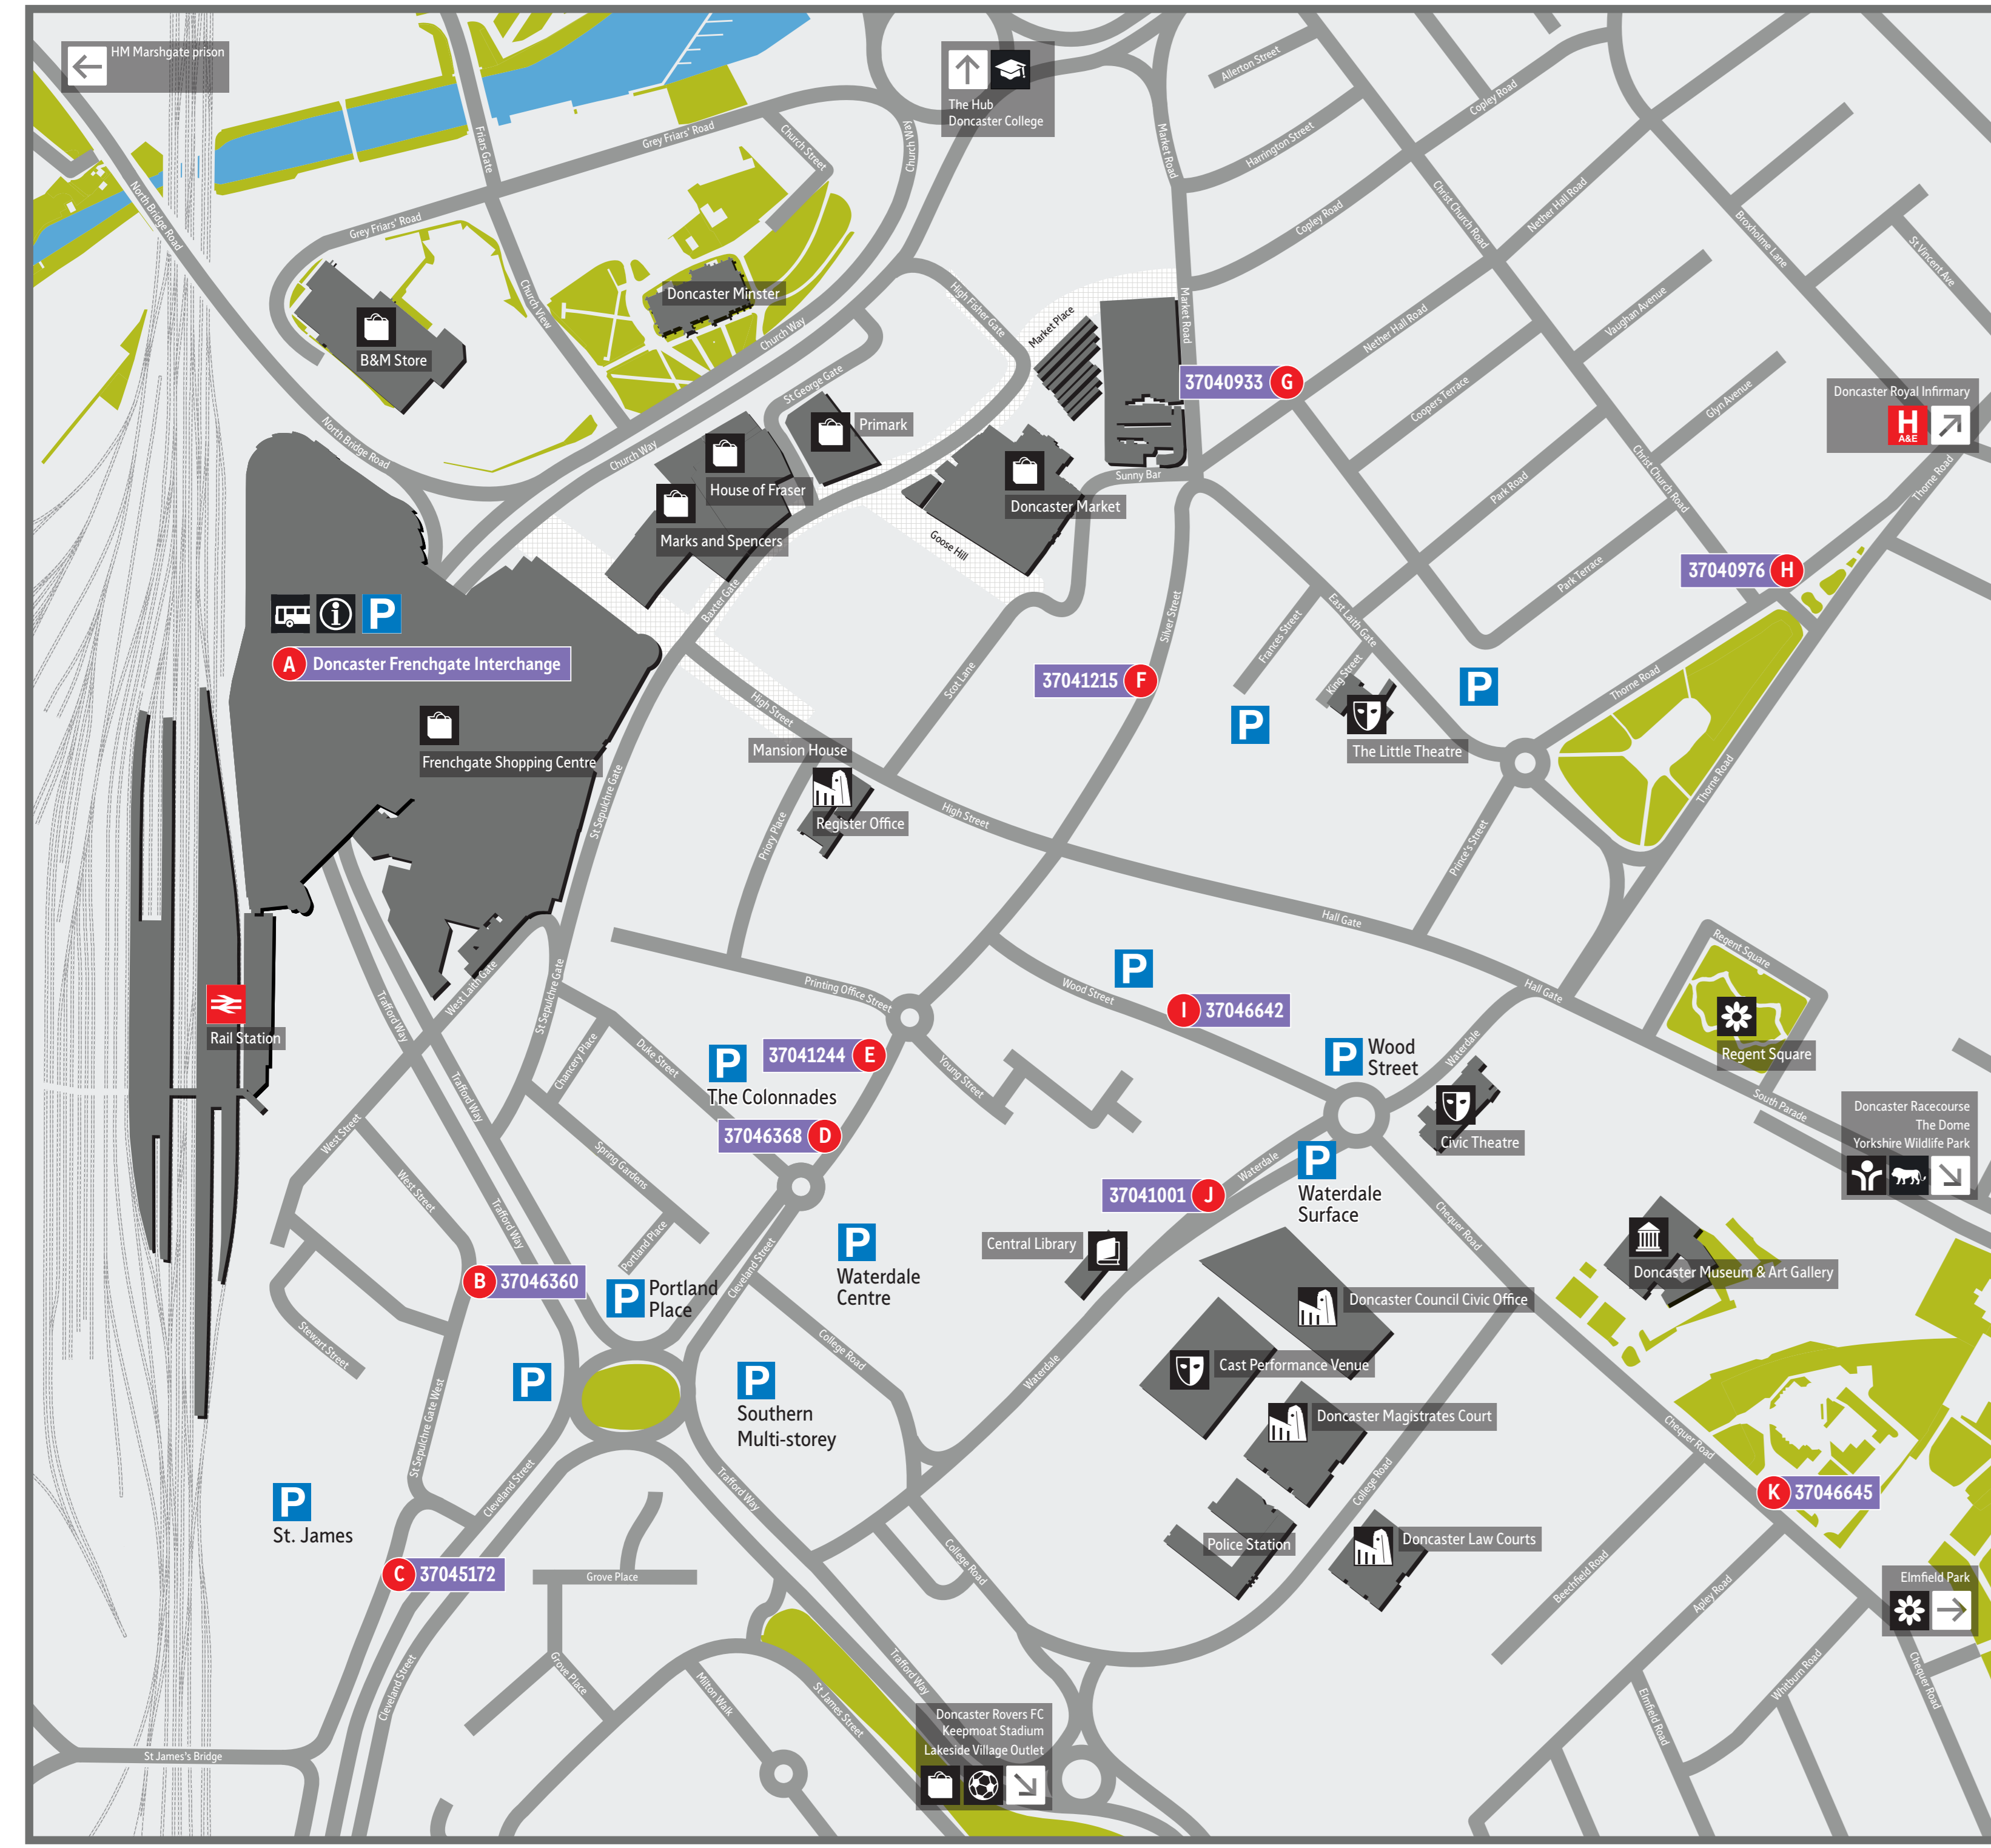 HM Marshgate prison
The Hub
Doncaster College
Allerton Street
Copley Road
Friars Gate
Grey Friars' Road
Church Street
Church Way
Market Road
Harrington Street
North Bridge Road
Grey Friars' Road
Copley Road
Christ Church Road
Nether Hall Road
Broxholme Lane
St Vincent Ave
Church View
Doncaster Minster
Church Way
High Fisher Gate
Market Place
Market Road
Nether Hall Road
Vaughan Avenue
B&M Store
St George Gate
37040933 G
Coopers Terrace
Glyn Avenue
Doncaster Royal Infirmary
H
A&E
North Bridge Road
Church Way
Primark
House of Fraser
Marks and Spencers
Doncaster Market
Sunny Bar
Goose Hill
Park Road
Christ Church Road
Thorne Road
37040976 H
Park Terrace
Baxter Gate
Silver Street
East Laith Gate
Frances Street
King Street
P
A Doncaster Frenchgate Interchange
37041215 F
Scot Lane
P
P
Thorne Road
High Street
Mansion House
The Little Theatre
Frenchgate Shopping Centre
St Sepulchre Gate
Register Office
High Street
Priory Place
Prince's Street
Thorne Road
Hall Gate
Regent Square
West Laith Gate
Trafford Way
St Sepulchre Gate
Printing Office Street
P
Wood Street
Hall Gate
I 37046642
Rail Station
Regent Square
Chancery Place
Duke Street
P
The Colonnades
37041244 E
Young Street
P Wood
Street
Waterdale
South Parade
Trafford Way
37046368 D
Civic Theatre
Doncaster Racecourse
The Dome
Yorkshire Wildlife Park
West Street
West Street
Spring Gardens
Waterdale
P
Waterdale
Surface
37041001 J
Trafford Way
Portland Place
Cleveland Street
P
Waterdale
Centre
Central Library
Chequer Road
B 37046360
P Portland
Place
Doncaster Museum & Art Gallery
Doncaster Council Civic Office
Stewart Street
College Road
Cast Performance Venue
P
P
Southern
Multi-storey
Waterdale
Doncaster Magistrates Court
Chequer Road
St Sepulchre Gate West
Cleveland Street
Trafford Way
College Road
K 37046645
P
St. James
Police Station
Doncaster Law Courts
C 37045172
Grove Place
College Road
Beechfield Road
Apley Road
Elmfield Park
Grove Place
Cleveland Street
Milton Walk
St James Street
Trafford Way
Elmfield Road
Whitburn Road
Chequer Road
Doncaster Rovers FC
Keepmoat Stadium
Lakeside Village Outlet
St James's Bridge